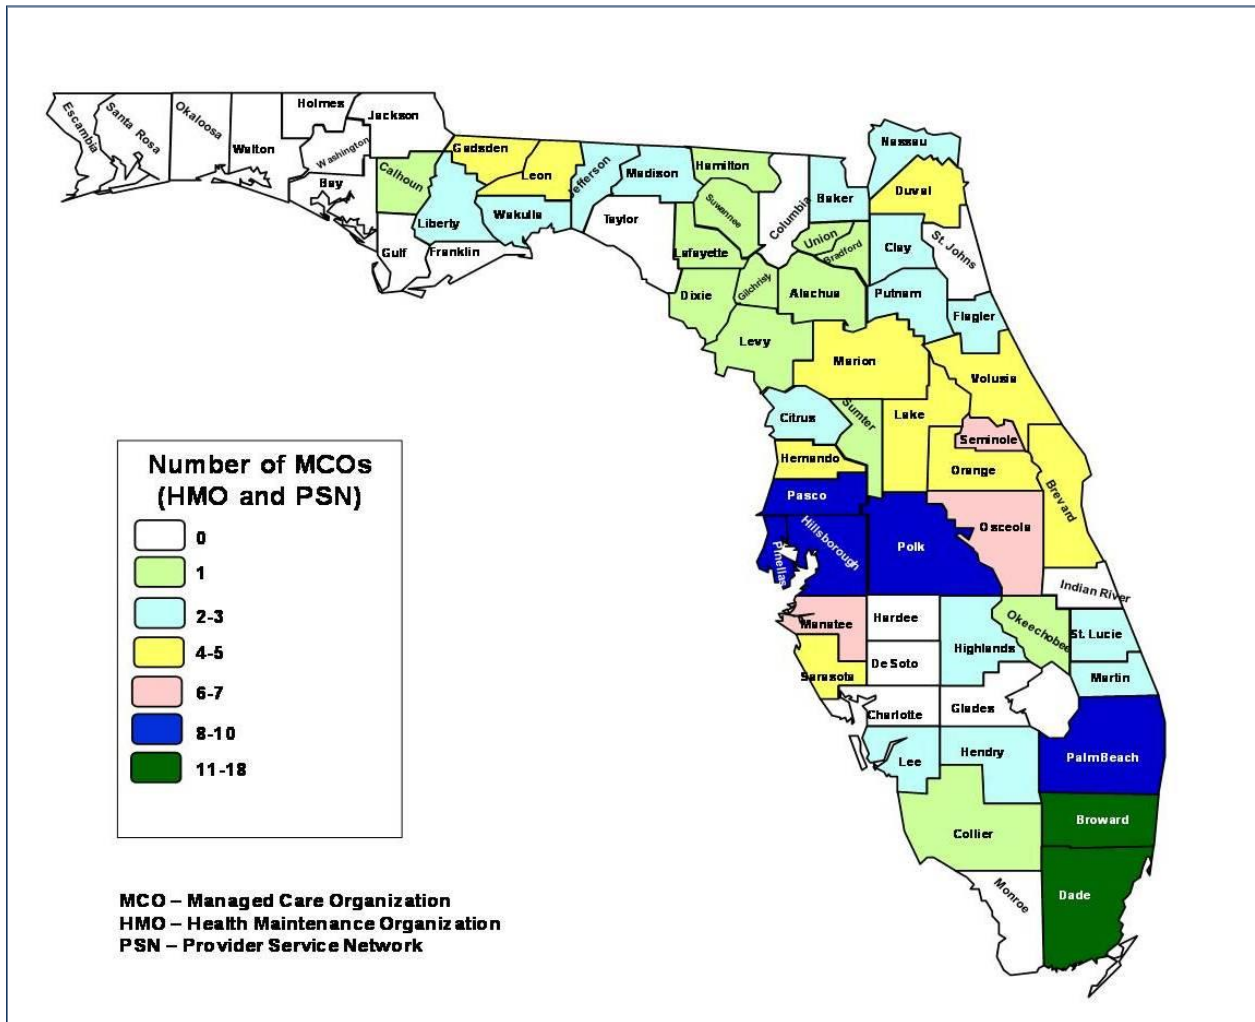 Escambia
Santa Rosa
Okaloosa
Walton
Holmes
Washington
Jackson
Bay
Calhoun
Gulf
Gadsden
Liberty
Franklin
Leon
Wakulla
Jefferson
Madison
Taylor
Hamilton
Suwannee
Lafayette
Columbia
Baker
Nassau
Duval
Union
Bradford
Clay
St. Johns
Dixie
Gilchrist
Alachua
Putnam
Flagler
Levy
Marion
Volusia
Citrus
Sumter
Lake
Seminole
Hernando
Orange
Brevard
Pasco
Pinellas
Hillsborough
Polk
Osceola
Indian River
Manatee
Hardee
Highlands
Okeechobee
St. Lucie
Sarasota
De Soto
Martin
Charlotte
Glades
Lee
Hendry
PalmBeach
Collier
Broward
Monroe
Dade
Number of MCOs
(HMO and PSN)
0
1
2-3
4-5
6-7
8-10
11-18
MCO – Managed Care Organization
HMO – Health Maintenance Organization
PSN – Provider Service Network